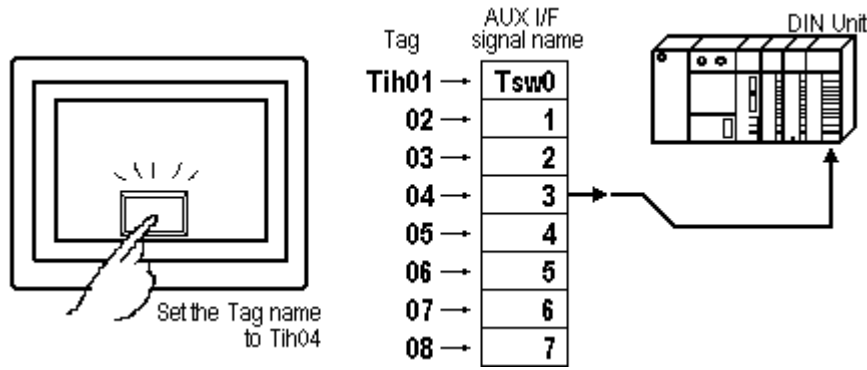 Set the Tag name
to Tih04
Tag
AUX I/F
signal name
Tih01 → Tsw0
02 → 1
03 → 2
04 → 3
05 → 4
06 → 5
07 → 6
08 → 7
DIN Unit